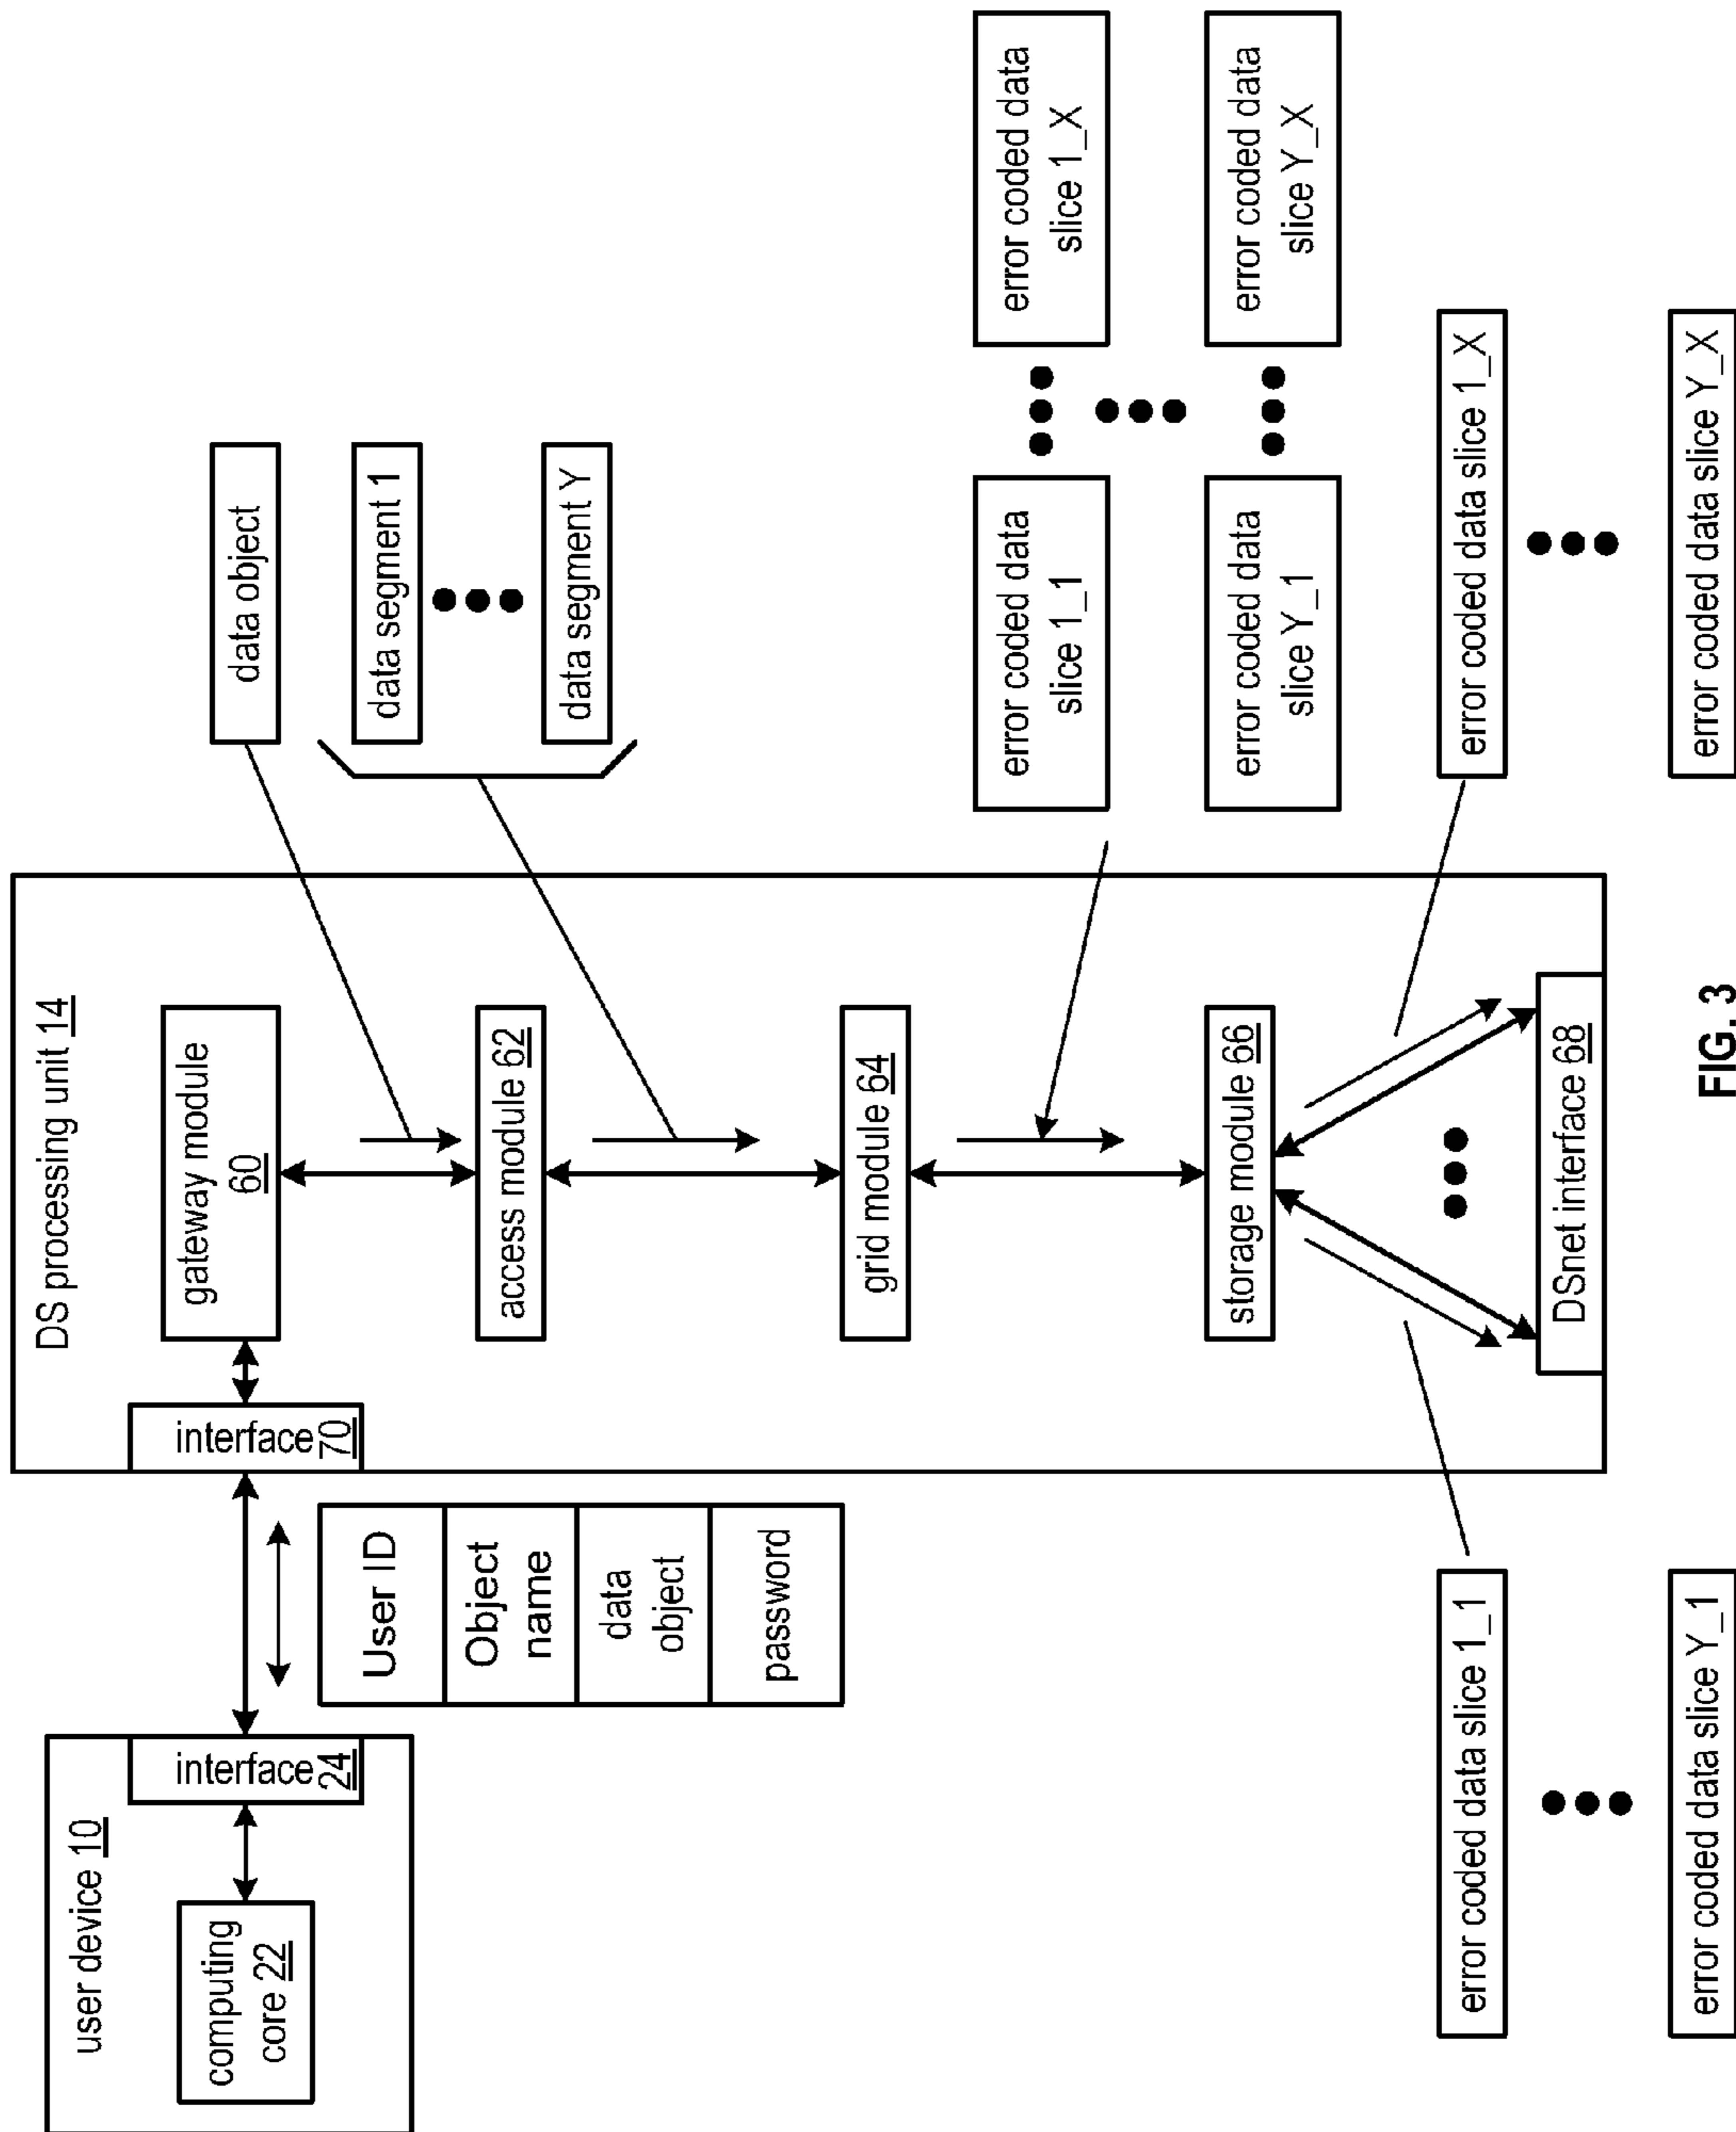 user device 10
computing
core 22
interface 24
User ID
Object
name
data
object
password
DS processing unit 14
interface 70
gateway module
60
access module 62
grid module 64
storage module 66
DSnet interface 68
data object
data segment 1
data segment Y
error coded data
slice 1_1
error coded data
slice 1_X
error coded data
slice Y_1
error coded data
slice Y_X
error coded data slice 1_1
error coded data slice Y_1
error coded data slice 1_X
error coded data slice Y_X
FIG. 3